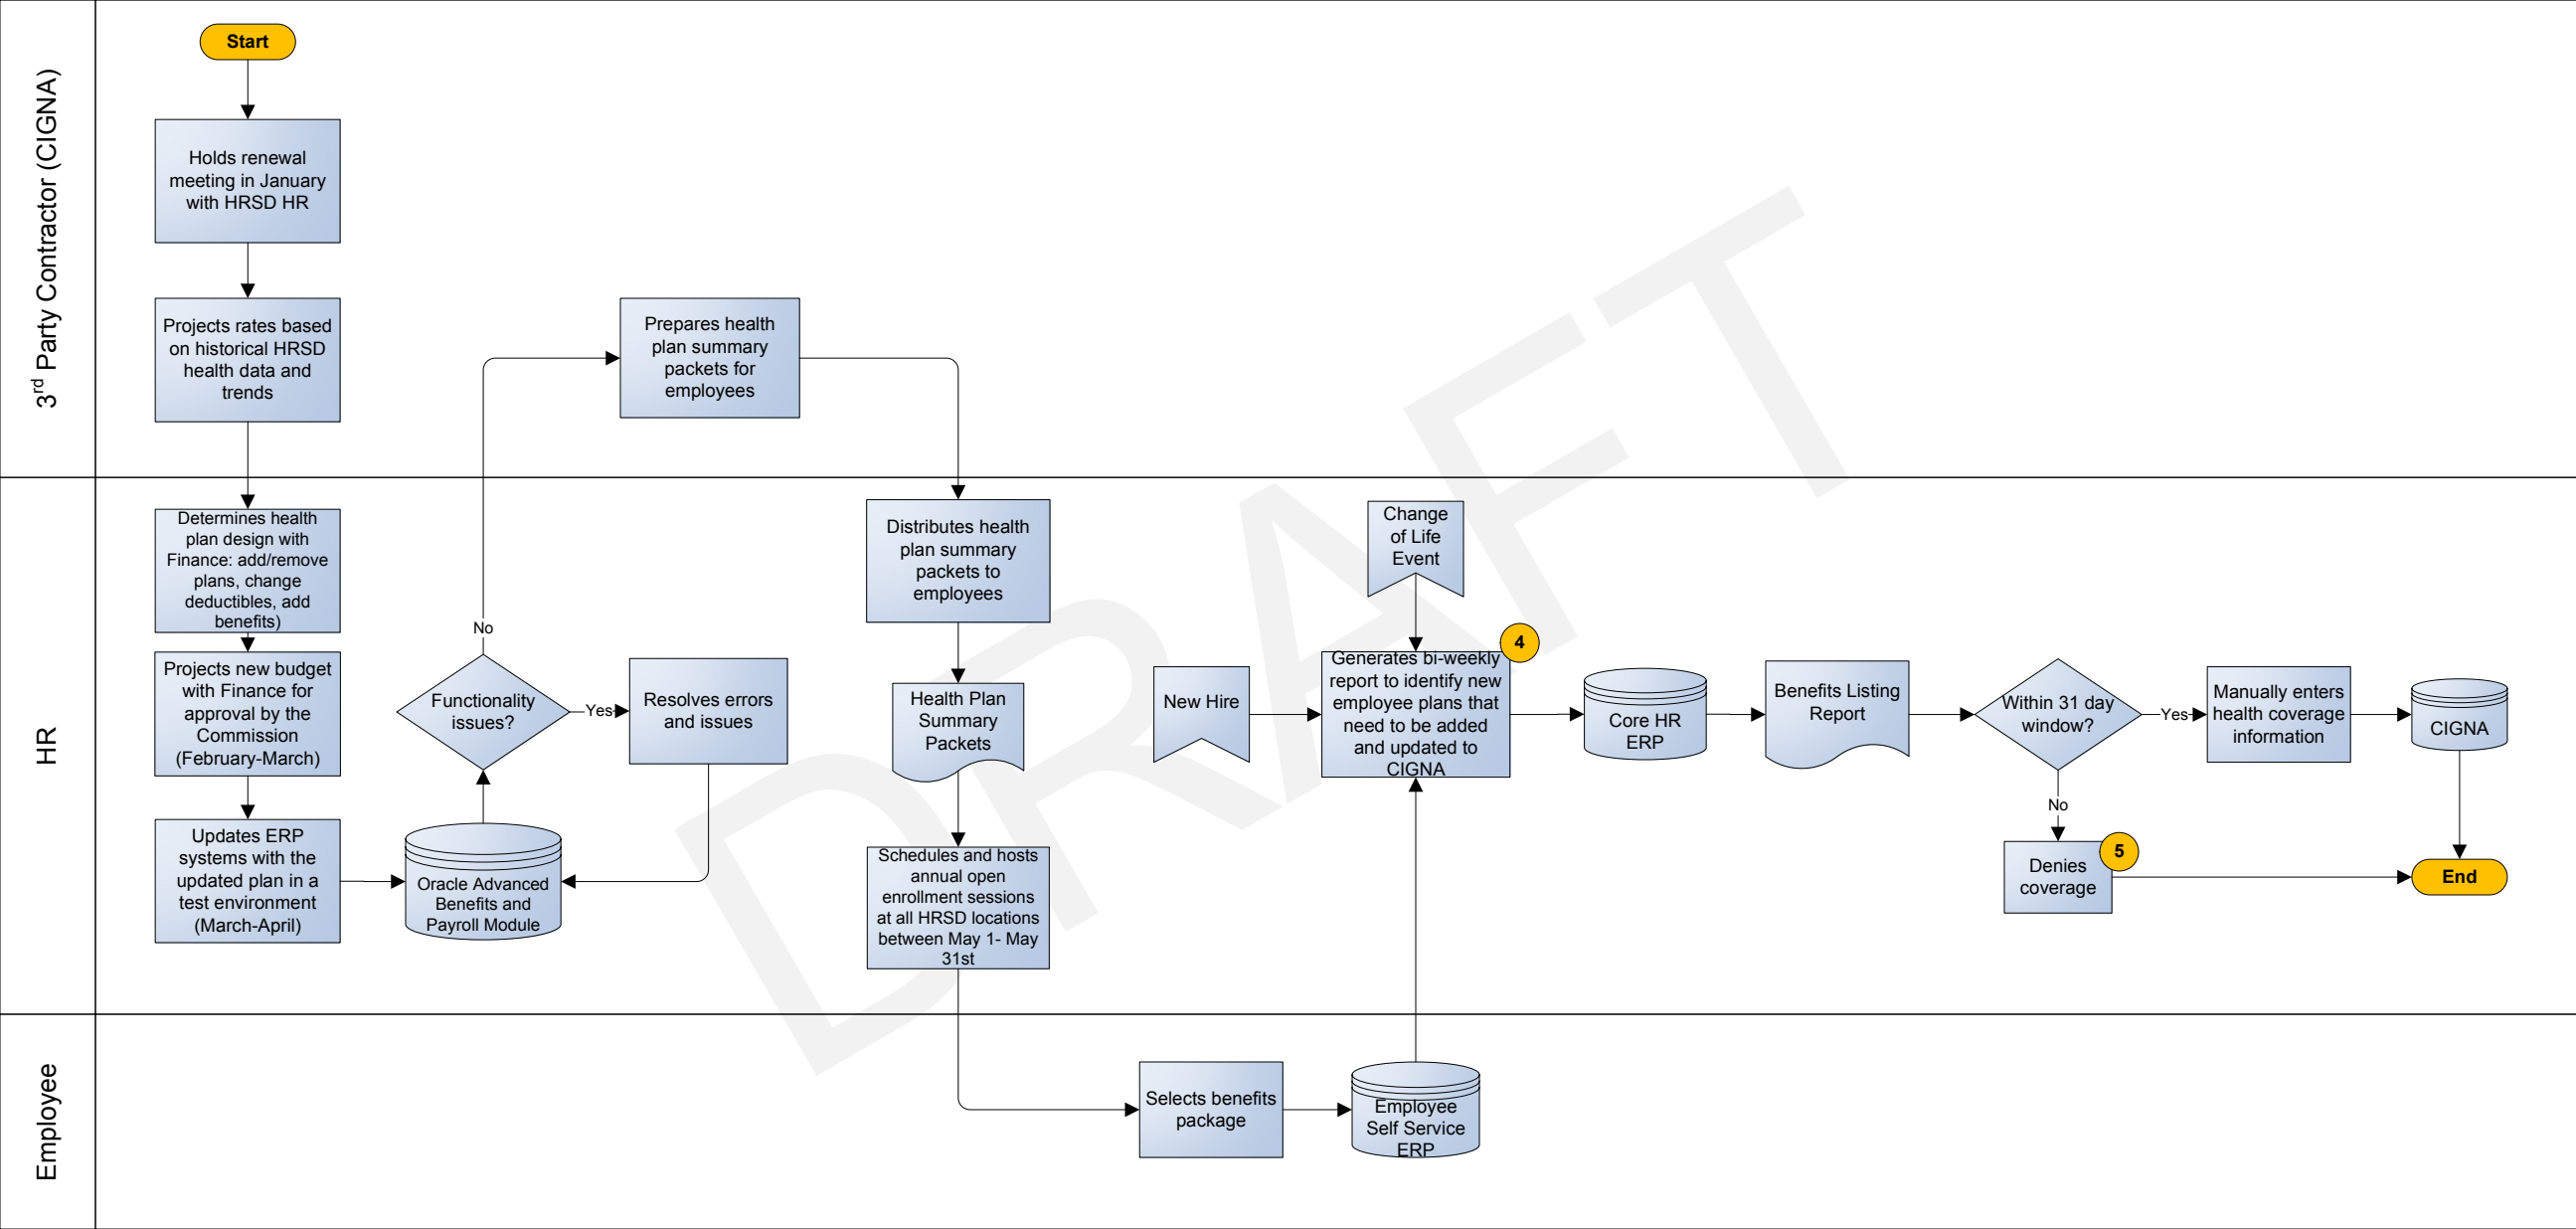 3rd Party Contractor (CIGNA)
Start
Holds renewal
meeting in January
with HRSD HR
Projects rates based
on historical HRSD
health data and
trends
Prepares health
plan summary
packets for
employees
HR
Determines health
plan design with
Finance: add/remove
plans, change
deductibles, add
benefits)
Projects new budget
with Finance for
approval by the
Commission
(February-March)
Updates ERP
systems with the
updated plan in a
test environment
(March-April)
Oracle Advanced
Benefits and
Payroll Module
Functionality
issues?
No
Yes
Resolves errors
and issues
Distributes health
plan summary
packets to
employees
Health Plan
Summary
Packets
Schedules and hosts
annual open
enrollment sessions
at all HRSD locations
between May 1- May
31st
New Hire
Change
of Life
Event
4
Generates bi-weekly
report to identify new
employee plans that
need to be added
and updated to
CIGNA
Core HR
ERP
Benefits Listing
Report
Within 31 day
window?
Yes
No
Manually enters
health coverage
information
CIGNA
5
Denies
coverage
End
Employee
Selects benefits
package
Employee
Self Service
ERP
DRAFT